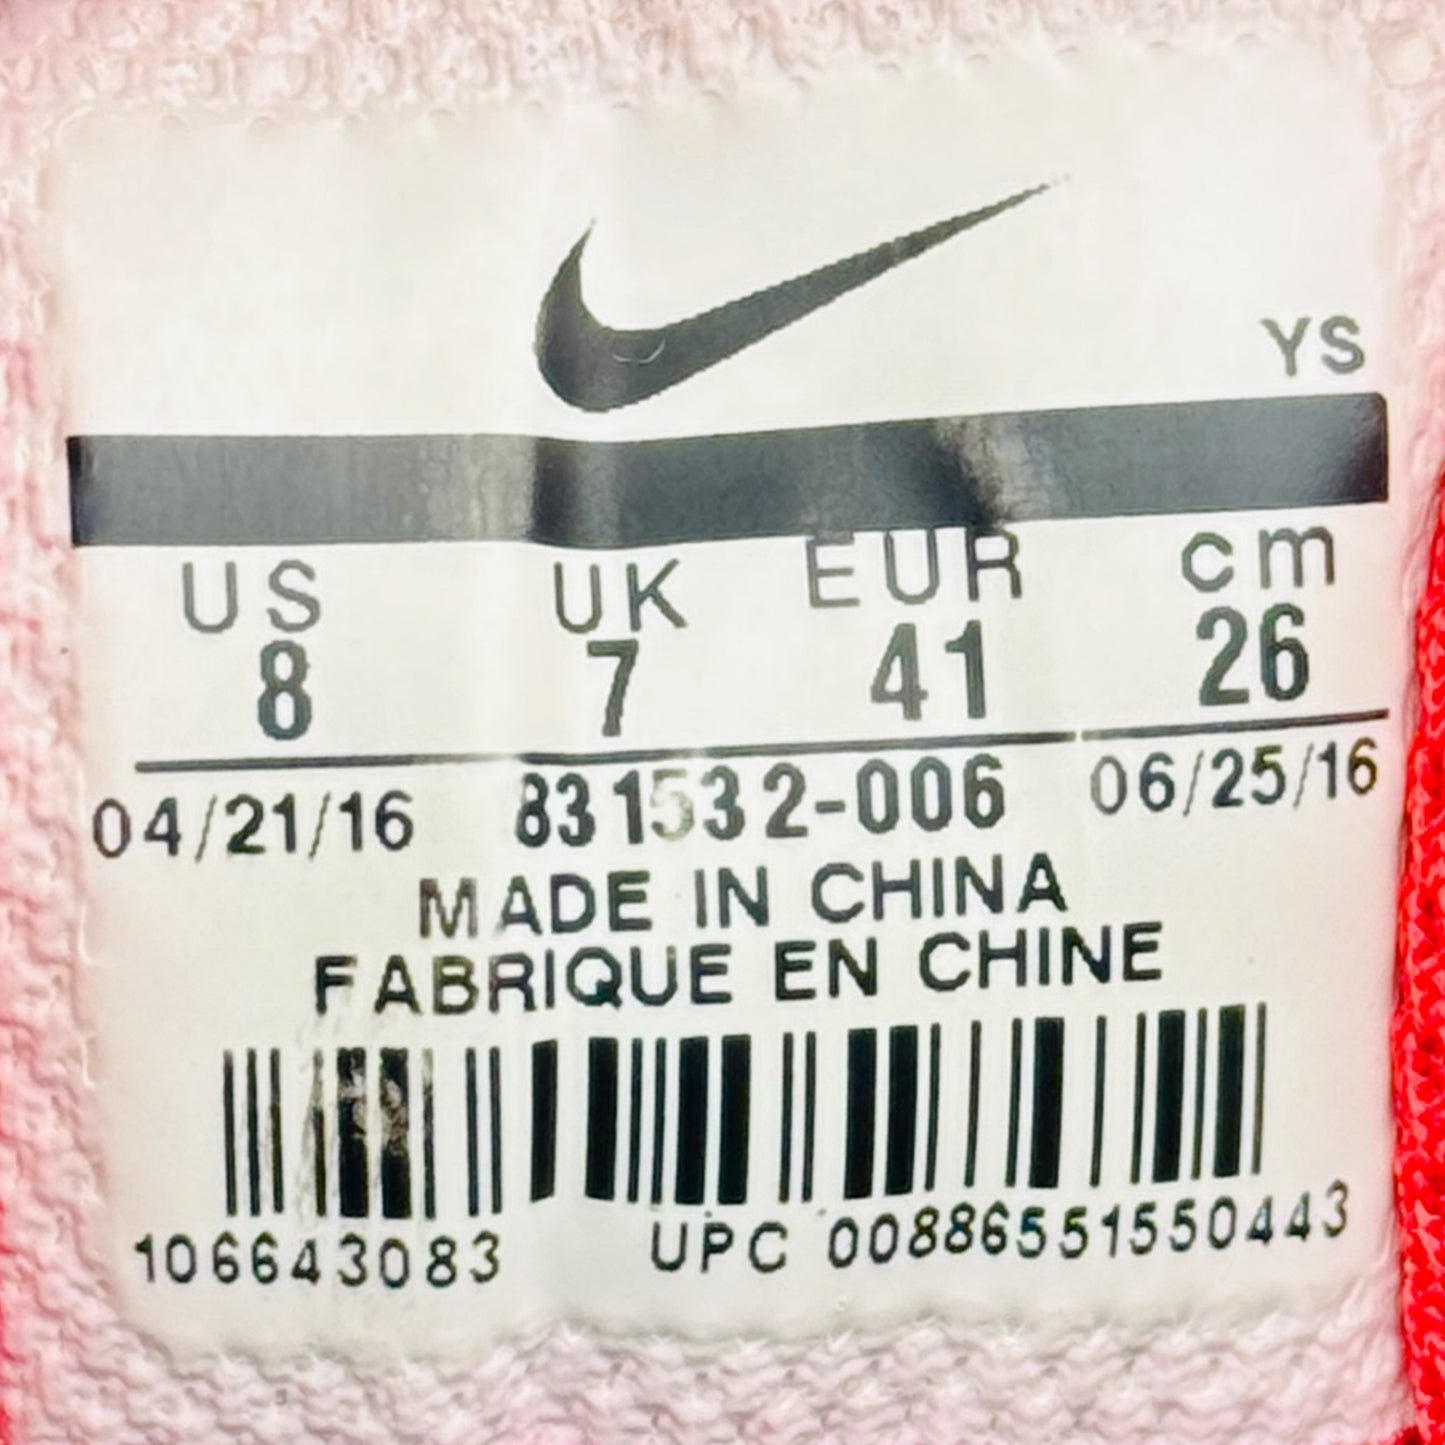 YS
US UK EUR cm
8 7 41 26
04/21/16 831532-006 06/25/16
MADE IN CHINA
FABRIQUE EN CHINE
106643083 UPC 00886551550443